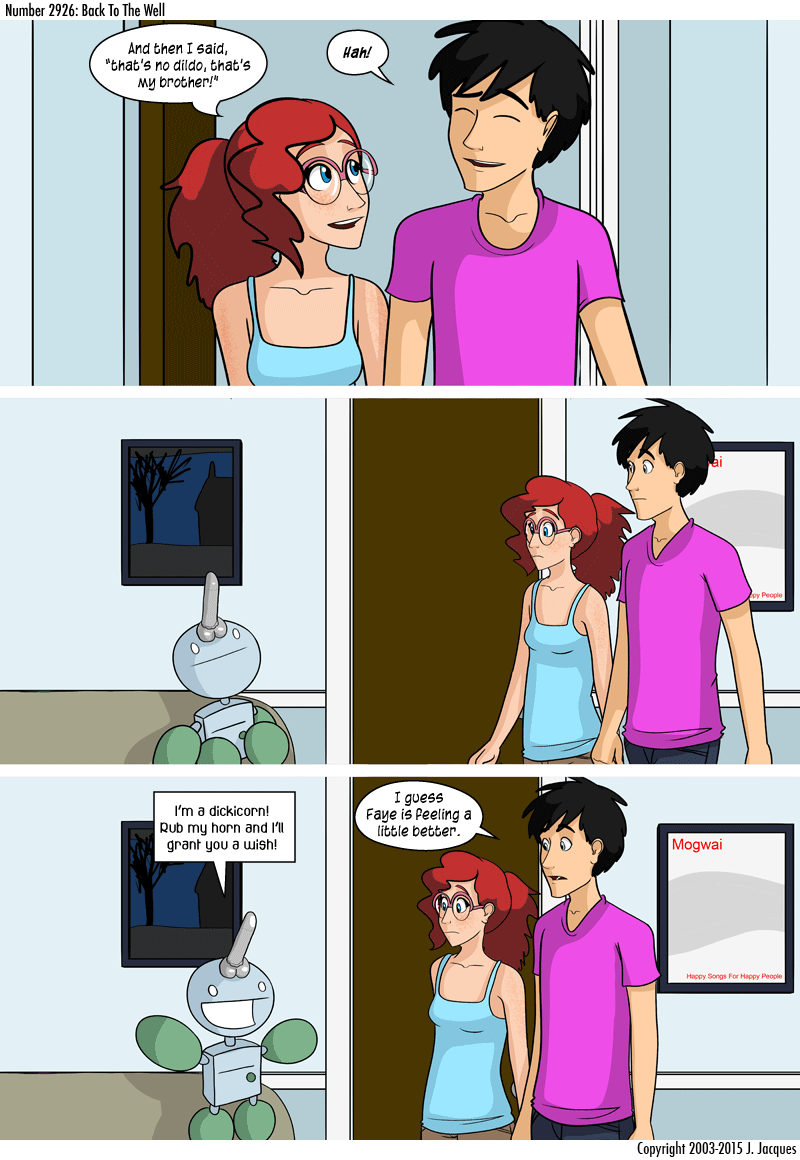 Number 2926: Back To The Well
And then I said,
"that's no dildo, that's
my brother!"
Hah!
ai
ppy People
I'm a dickicorn!
Rub my horn and I'll
grant you a wish!
I guess
Faye is feeling a
little better.
Mogwai
Happy Songs For Happy People
Copyright 2003-2015 J. Jacques